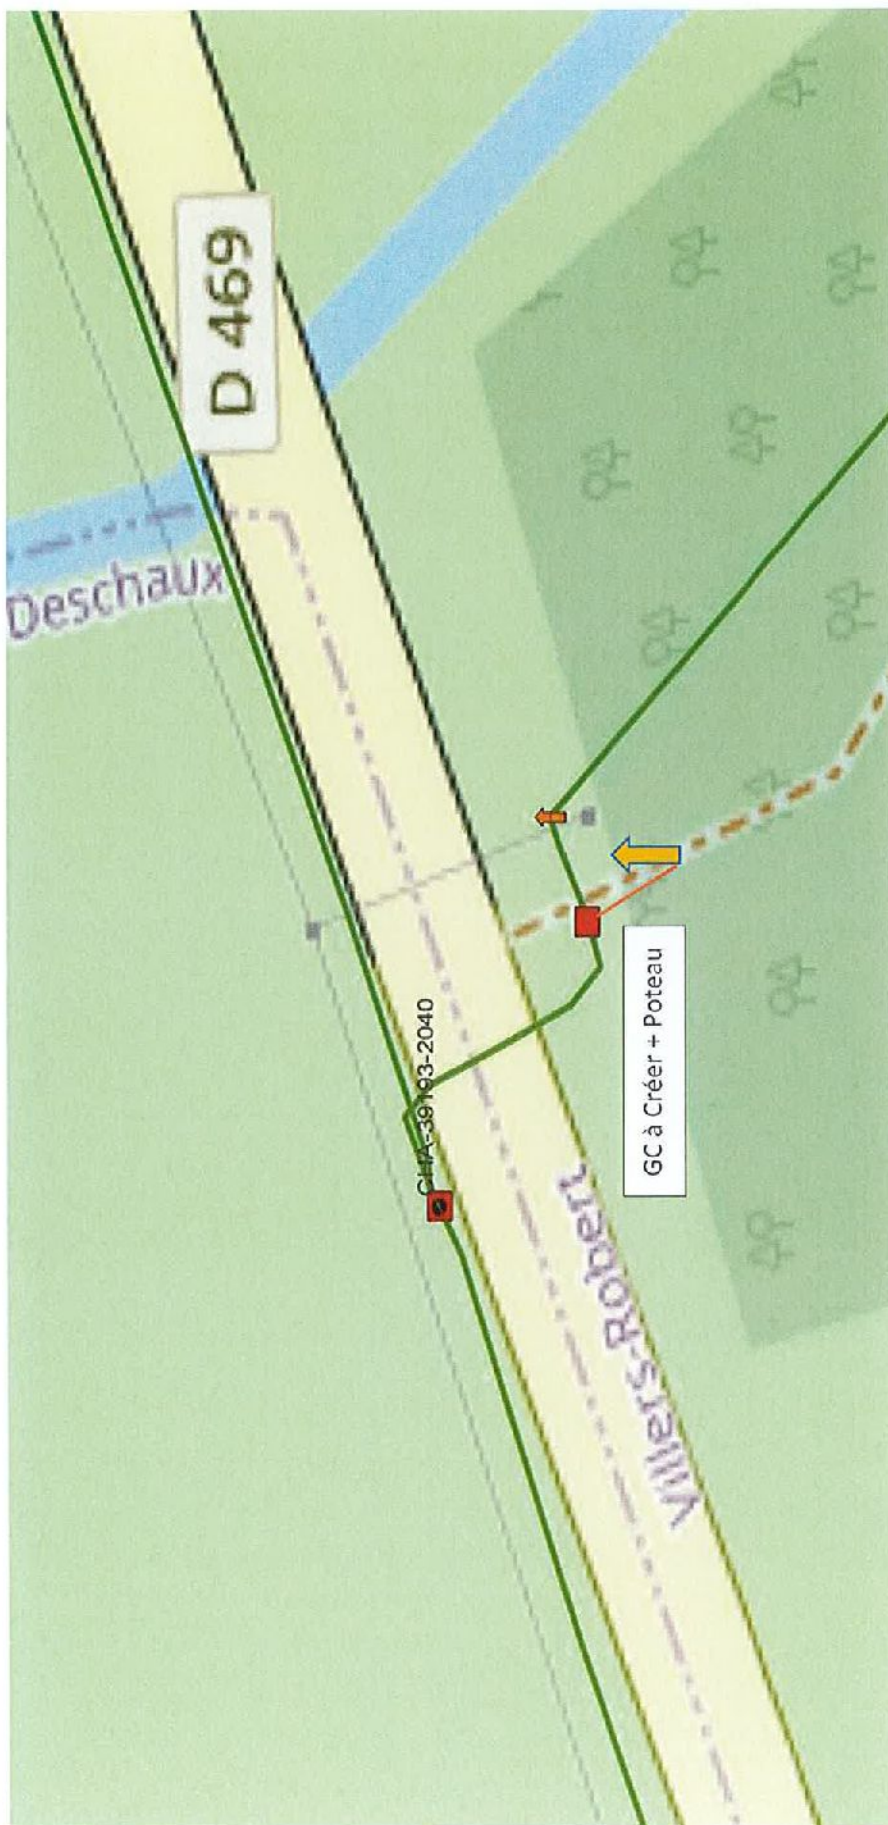 D 469
Deschaux
CHA-39193-2040
GC à Créer + Poteau
Villers-Robert